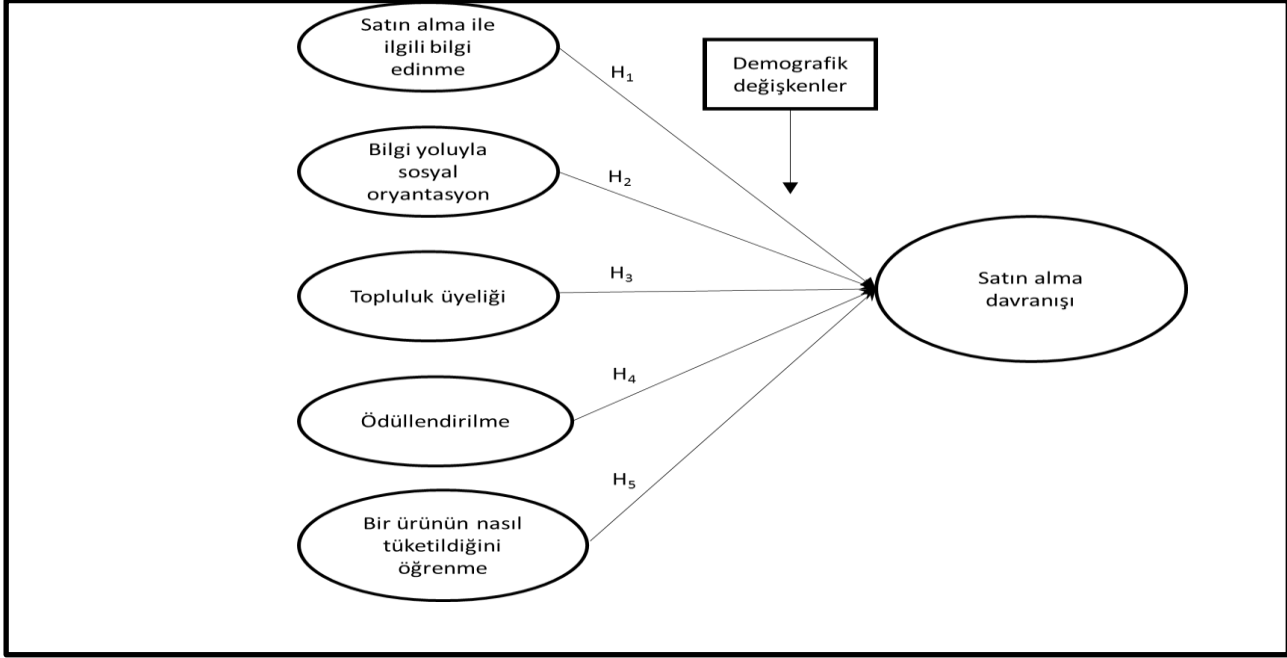 Satın alma ile
ilgili bilgi
edinme
H₁
Demografik
değişkenler
Bilgi yoluyla
sosyal
oryantasyon
H₂
Topluluk üyeliği
H₃
Satın alma
davranışı
Ödüllendirilme
H₄
Bir ürünün nasıl
tüketildiğini
öğrenme
H₅